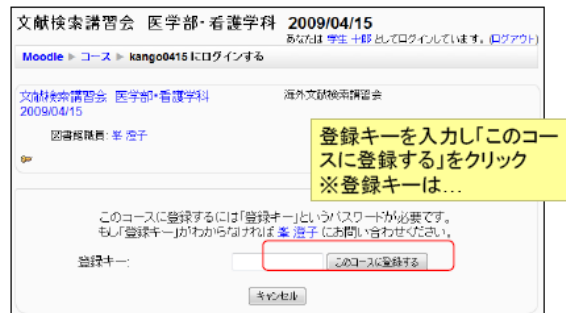 文献検索講習会 医学部・看護学科 2009/04/15
あなたは 学生 十郎 としてログインしています。(ログアウト)
Moodle ▶ コース ▶ kango0415 にログインする
文献検索講習会 医学部・看護学科
2009/04/15
海外文献検索講習会
図書館職員: 峯 澄子
登録キーを入力し「このコー
スに登録する」をクリック
※登録キーは…
このコースに登録するには「登録キー」というパスワードが必要です。
もし「登録キー」がわからなければ 峯 澄子 にお問い合わせください。
登録キー:
このコースに登録する
キャンセル